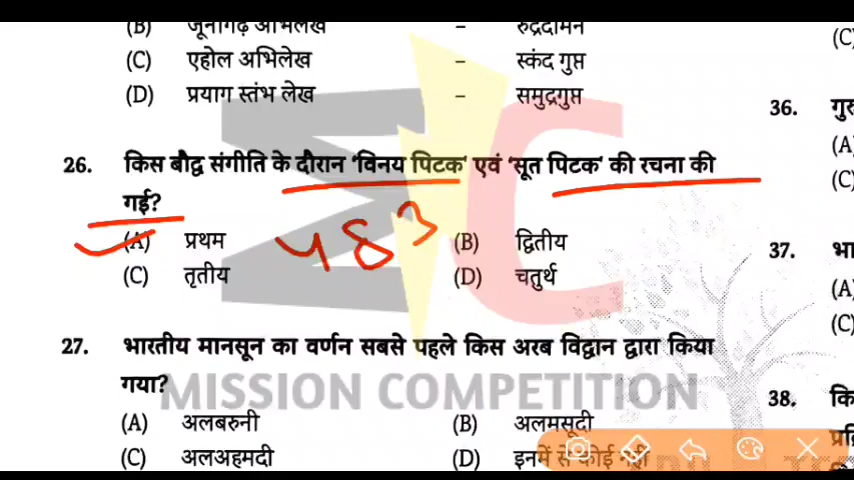 (B) जूनागढ़ अभिलेख – रुद्रदामन
(C) एहोल अभिलेख – स्कंद गुप्त
(D) प्रयाग स्तंभ लेख – समुद्रगुप्त
26. किस बौद्ध संगीति के दौरान 'विनय पिटक' एवं 'सूत पिटक' की रचना की
गई?
(A) प्रथम (B) द्वितीय
(C) तृतीय (D) चतुर्थ
483
27. भारतीय मानसून का वर्णन सबसे पहले किस अरब विद्वान द्वारा किया
गया?
(A) अलबरुनी (B) अलमसूदी
(C) अलअहमदी (D) इनमें से कोई नहीं
MISSION COMPETITION
(C)
36.
(A)
(C)
37.
(A)
(C)
38.